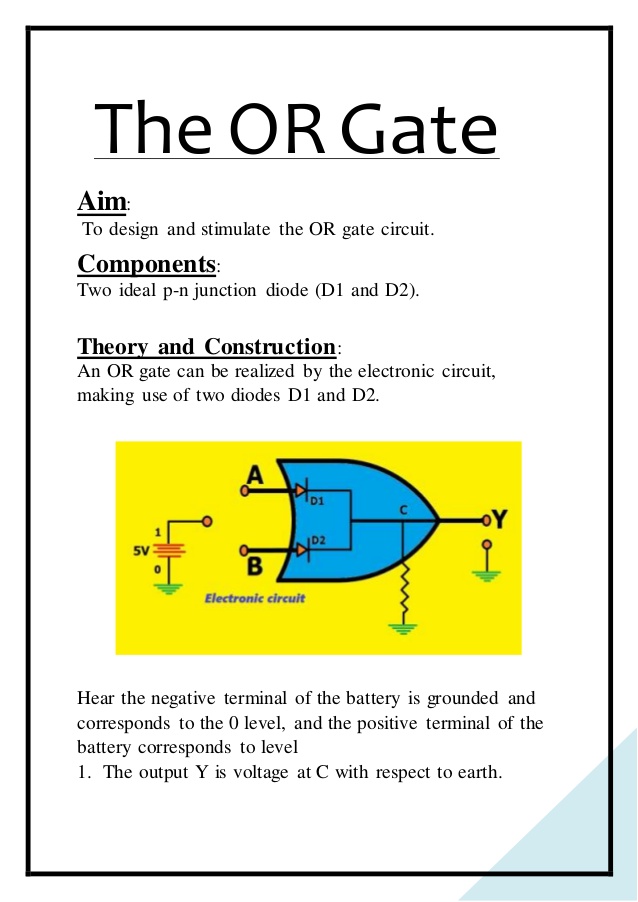 The OR Gate
Aim:
To design and stimulate the OR gate circuit.
Components:
Two ideal p-n junction diode (D1 and D2).
Theory and Construction:
An OR gate can be realized by the electronic circuit,
making use of two diodes D1 and D2.
A
D1
C
Y
1
5V
0
D2
B
Electronic circuit
Hear the negative terminal of the battery is grounded and
corresponds to the 0 level, and the positive terminal of the
battery corresponds to level
1. The output Y is voltage at C with respect to earth.